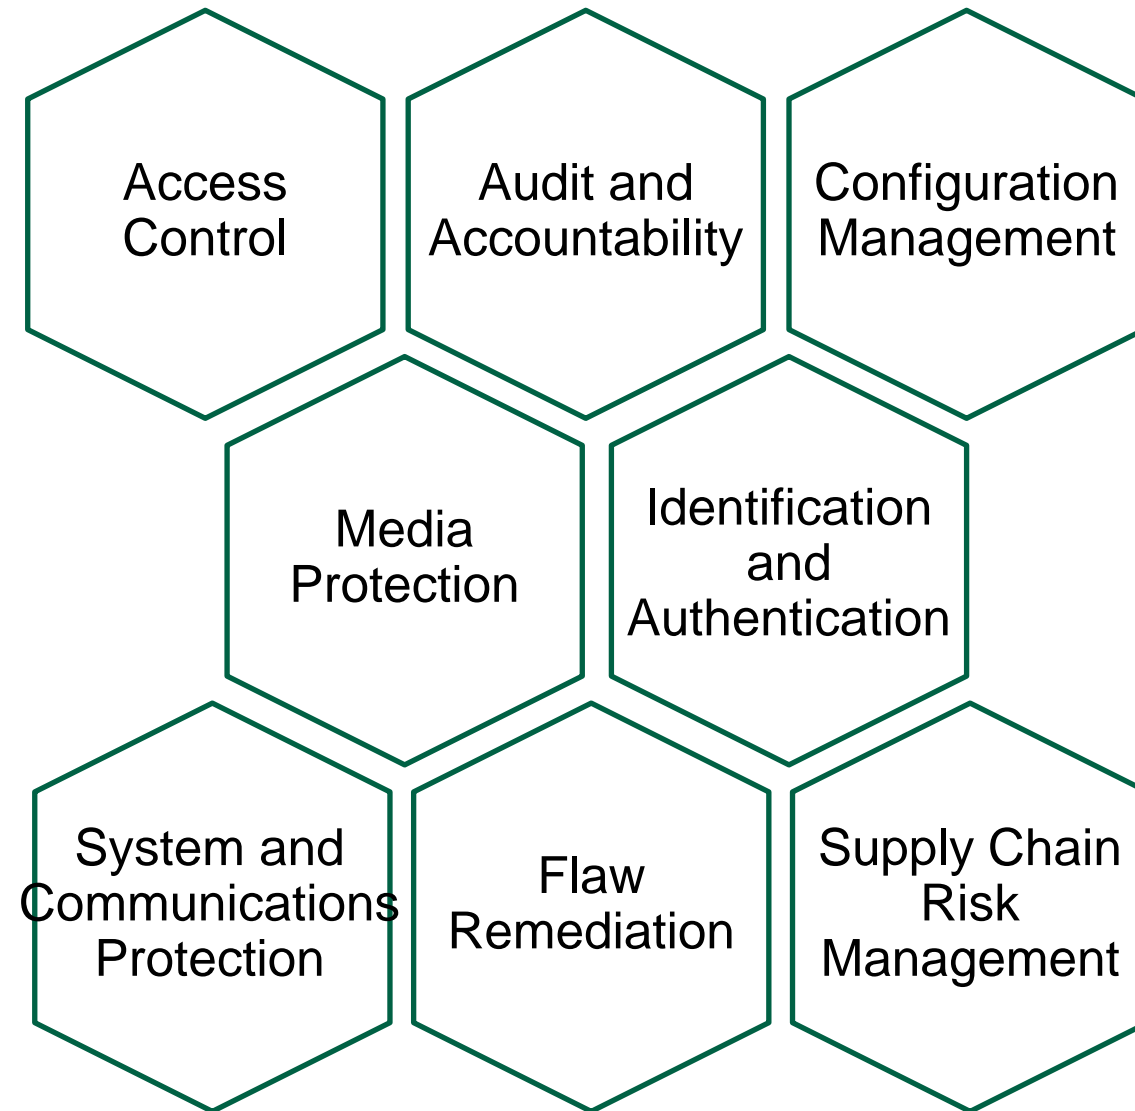 Access
Control
Audit and
Accountability
Configuration
Management
Media
Protection
Identification
and
Authentication
System and
Communications
Protection
Flaw
Remediation
Supply Chain
Risk
Management